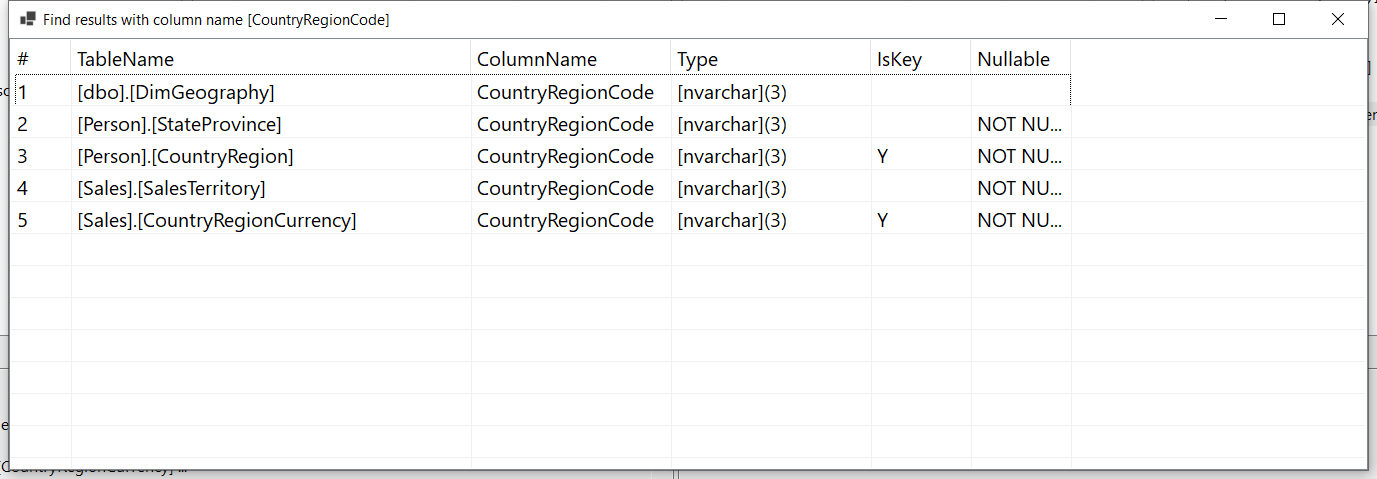 Find results with column name [CountryRegionCode]
# TableName ColumnName Type IsKey Nullable
1 [dbo].[DimGeography] CountryRegionCode [nvarchar](3)
2 [Person].[StateProvince] CountryRegionCode [nvarchar](3) NOT NU...
3 [Person].[CountryRegion] CountryRegionCode [nvarchar](3) Y NOT NU...
4 [Sales].[SalesTerritory] CountryRegionCode [nvarchar](3) NOT NU...
5 [Sales].[CountryRegionCurrency] CountryRegionCode [nvarchar](3) Y NOT NU...